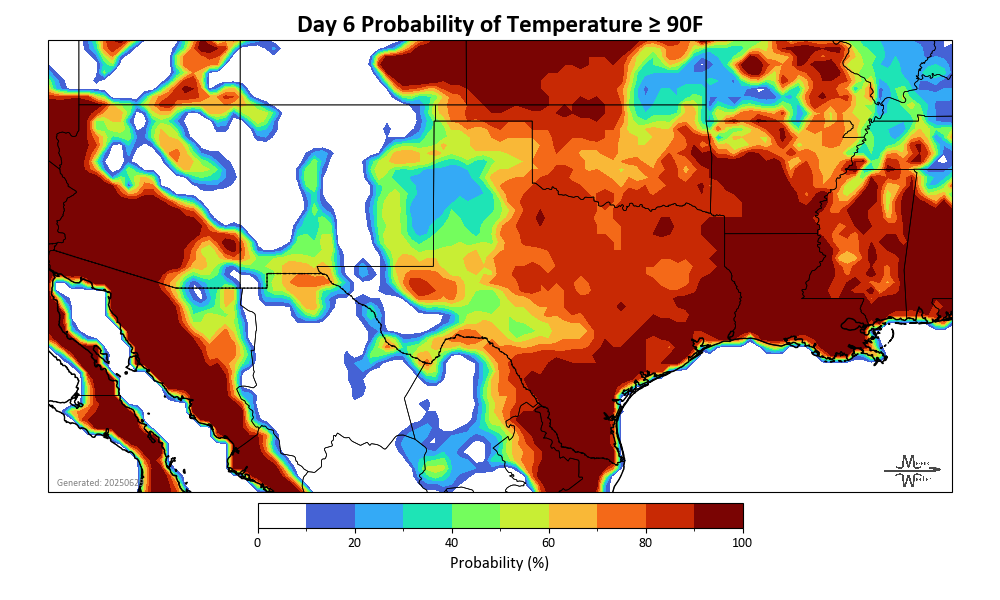 Day 6 Probability of Temperature ≥ 90F
Generated: 2025062
0 20 40 60 80 100
Probability (%)